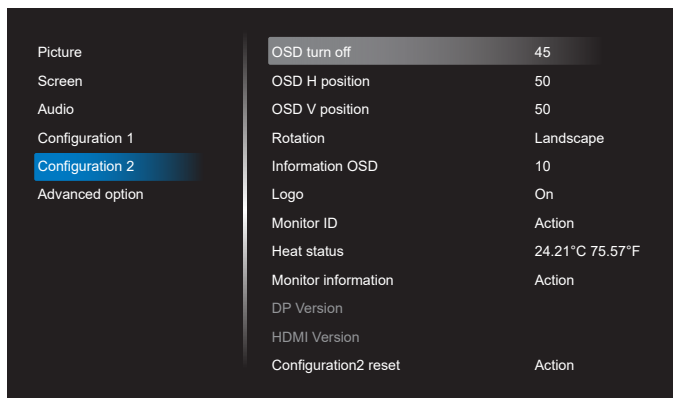 Picture
Screen
Audio
Configuration 1
Configuration 2
Advanced option
OSD turn off 45
OSD H position 50
OSD V position 50
Rotation Landscape
Information OSD 10
Logo On
Monitor ID Action
Heat status 24.21°C 75.57°F
Monitor information Action
DP Version
HDMI Version
Configuration2 reset Action